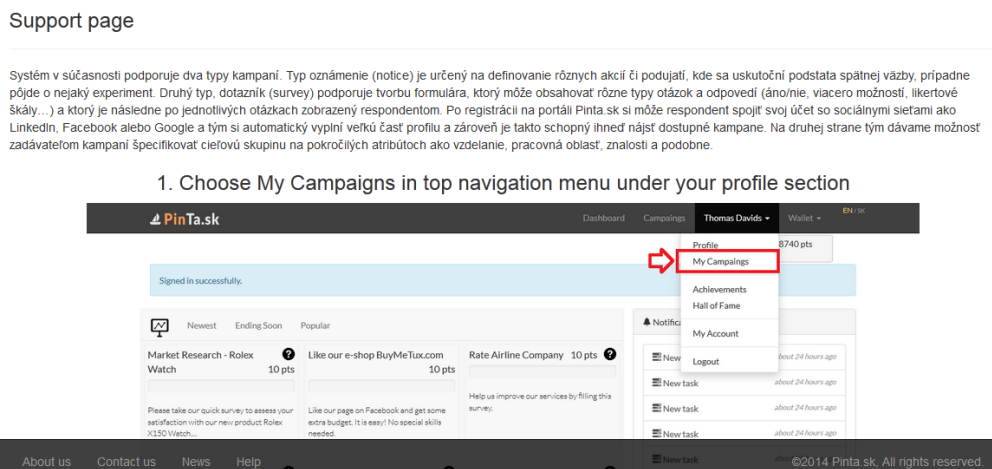 Support page
Systém v súčasnosti podporuje dva typy kampaní. Typ oznámenie (notice) je určený na definovanie rôznych akcií či podujatí, kde sa uskutoční podstata spätnej väzby, prípadne
pôjde o nejaký experiment. Druhý typ, dotazník (survey) podporuje tvorbu formulára, ktorý môže obsahovať rôzne typy otázok a odpovedí (áno/nie, viacero možností, likertové
škály…) a ktorý je následne po jednotlivých otázkach zobrazený respondentom. Po registrácii na portáli Pinta.sk si môže respondent spojiť svoj účet so sociálnymi sieťami ako
LinkedIn, Facebook alebo Google a tým si automatický vyplní veľkú časť profilu a zároveň je takto schopný ihneď nájsť dostupné kampane. Na druhej strane tým dávame možnosť
zadávateľom kampaní špecifikovať cieľovú skupinu na pokročilých atribútoch ako vzdelanie, pracovná oblasť, znalosti a podobne.
1. Choose My Campaigns in top navigation menu under your profile section
PinTa.sk Dashboard Campaings Thomas Davids Wallet EN / SK
Profile 8740 pts
My Campaings
Signed in successfully.
Achievements
Hall of Fame
Newest Ending Soon Popular
My Account
Logout
Market Research - Rolex
Watch 10 pts
Like our e-shop BuyMeTux.com
10 pts
Rate Airline Company 10 pts
Please take our quick survey to assess your
satisfaction with our new product Rolex
X150 Watch...
Like our page on Facebook and get some
extra budget. It is easy! No special skills
needed.
Help us improve our services by filling this
survey.
New about 24 hours ago
New task about 24 hours ago
New task about 24 hours ago
New task about 24 hours ago
New task
About us Contact us News Help ©2014 Pinta.sk, All rights reserved.